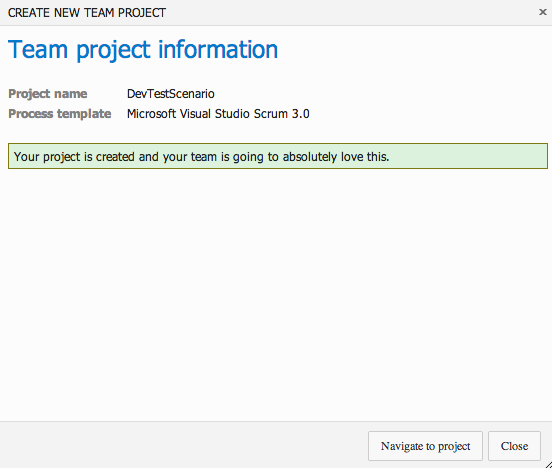 CREATE NEW TEAM PROJECT
Team project information
Project name DevTestScenario
Process template Microsoft Visual Studio Scrum 3.0
Your project is created and your team is going to absolutely love this.
Navigate to project Close